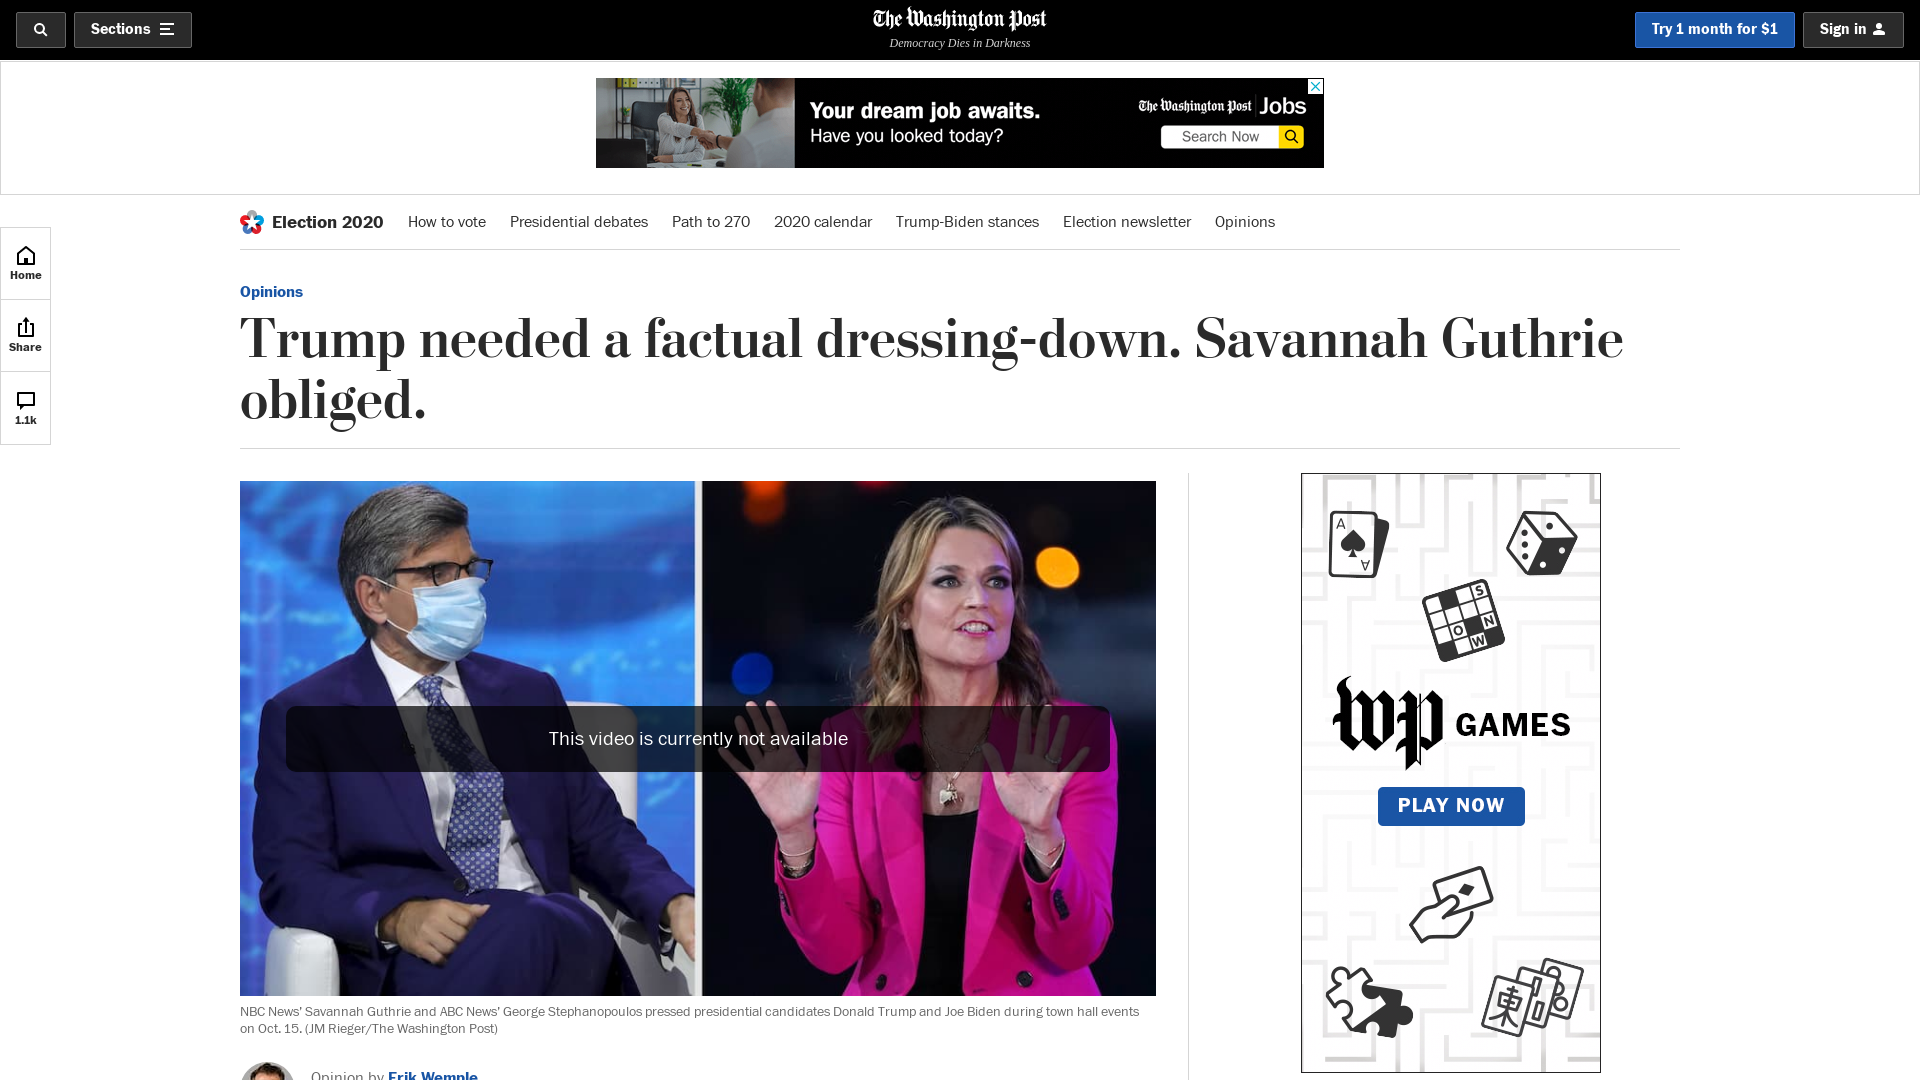 Sections
The Washington Post
Democracy Dies in Darkness
Try 1 month for $1
Sign in
Your dream job awaits.
Have you looked today?
The Washington Post Jobs
Search Now
Election 2020
How to vote
Presidential debates
Path to 270
2020 calendar
Trump-Biden stances
Election newsletter
Opinions
Home
Share
1.1k
Opinions
Trump needed a factual dressing-down. Savannah Guthrie
obliged.
This video is currently not available
NBC News' Savannah Guthrie and ABC News' George Stephanopoulos pressed presidential candidates Donald Trump and Joe Biden during town hall events
on Oct. 15. (JM Rieger/The Washington Post)
Opinion by Erik Wemple
A
A
S
O
N
W
wp GAMES
PLAY NOW
東